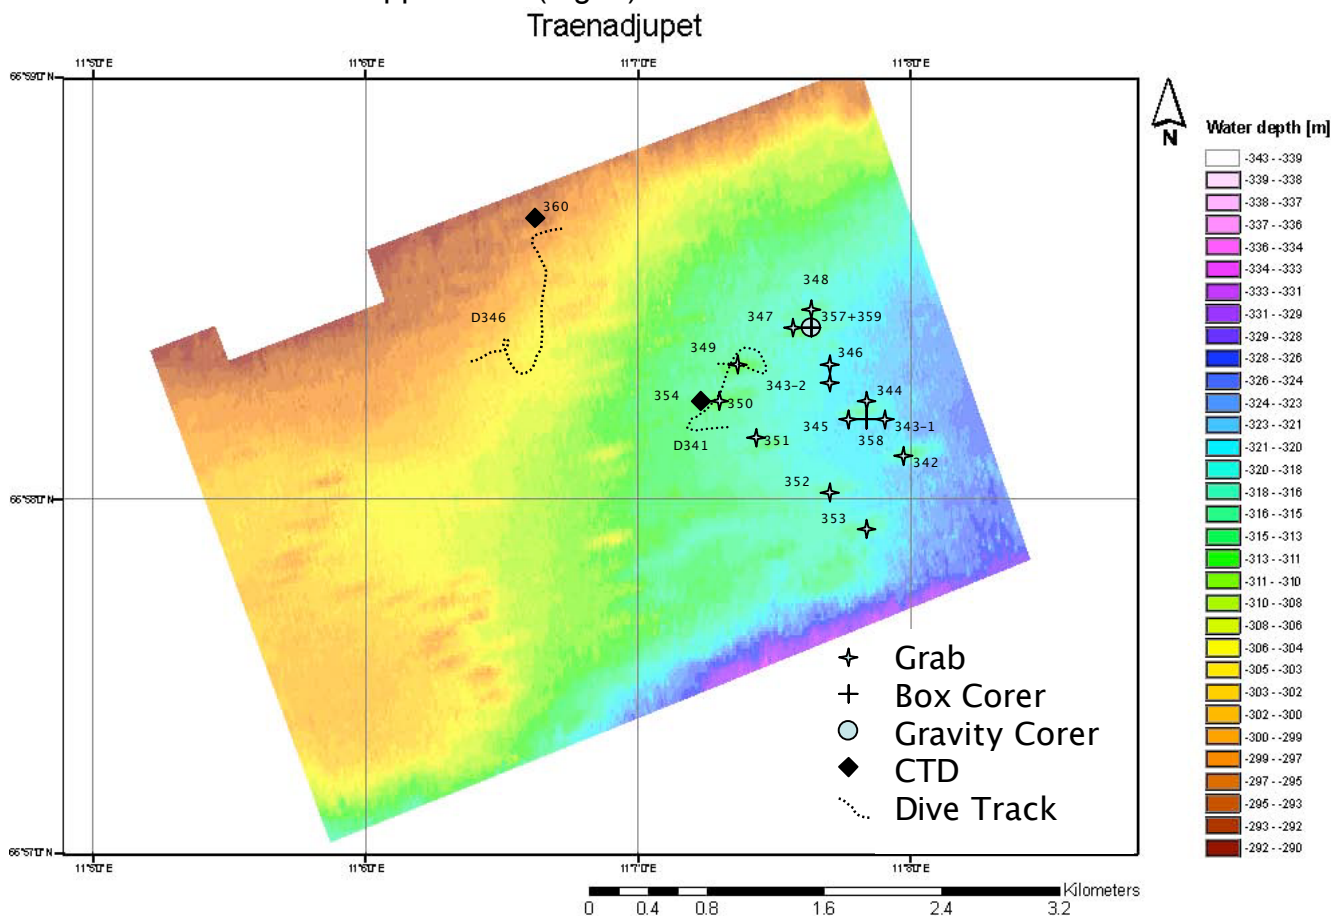 Traenadjupet
11°5'0"E 11°6'0"E 11°7'0"E 11°8'0"E
66°59'0"N
N
Water depth [m]
-343 - -339
-339 - -338
-338 - -337
-337 - -336
-336 - -334
-334 - -333
-333 - -331
-331 - -329
-329 - -328
-328 - -326
-326 - -324
-324 - -323
-323 - -321
-321 - -320
-320 - -318
-318 - -316
-316 - -315
-315 - -313
-313 - -311
-311 - -310
-310 - -308
-308 - -306
-306 - -304
-305 - -303
-303 - -302
-302 - -300
-300 - -299
-299 - -297
-297 - -295
-295 - -293
-293 - -292
-292 - -290
360
348
D346
347
357+359
349
346
343-2
344
354
350
345
343-1
D341
351
358
342
352
66°58'0"N
353
Grab
Box Corer
Gravity Corer
CTD
Dive Track
66°57'0"N
11°5'0"E 11°6'0"E 11°7'0"E 11°8'0"E
Kilometers
0 0.4 0.8 1.6 2.4 3.2